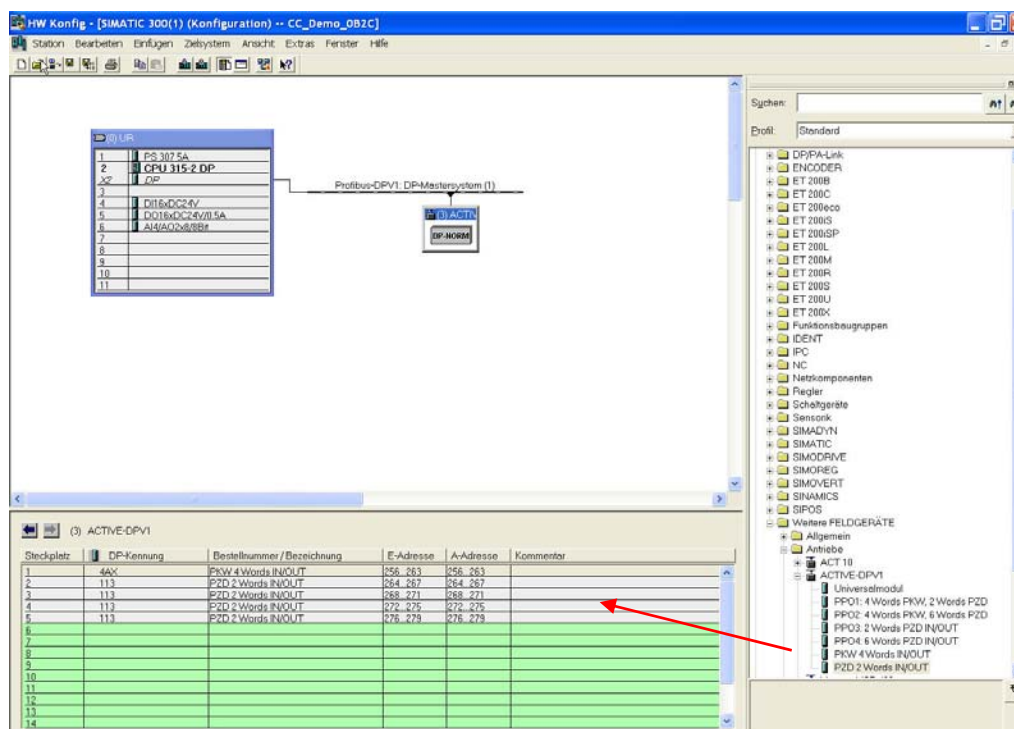 HW Konfig - [SIMATIC 300(1) (Konfiguration) -- CC_Demo_0B2C]
Station Bearbeiten Einfügen Zielsystem Ansicht Extras Fenster Hilfe
(0) UR
1 PS 307 5A
2 CPU 315-2 DP
X2 DP
3
4 DI16xDC24V
5 DO16xDC24V/0.5A
6 AI4/AO2x8/8Bit
7
8
9
10
11
Profibus-DPV1: DP-Mastersystem (1)
(3) ACTIV
DP-NORM
Suchen:
Profil: Standard
DP/PA-Link
ENCODER
ET 200B
ET 200C
ET 200eco
ET 200iS
ET 200iSP
ET 200L
ET 200M
ET 200R
ET 200S
ET 200U
ET 200X
Funktionsbaugruppen
IDENT
IPC
NC
Netzkomponenten
Regler
Schaltgeräte
Sensorik
SIMADYN
SIMATIC
SIMODRIVE
SIMOREG
SIMOVERT
SINAMICS
SIPOS
Weitere FELDGERÄTE
Allgemein
Antriebe
ACT 10
ACTIVE-DPV1
Universalmodul
PPO1: 4 Words PKW, 2 Words PZD
PPO2: 4 Words PKW, 6 Words PZD
PPO3: 2 Words PZD IN/OUT
PPO4: 6 Words PZD IN/OUT
PKW 4 Words IN/OUT
PZD 2 Words IN/OUT
(3) ACTIVE-DPV1
Steckplatz DP-Kennung Bestellnummer / Bezeichnung E-Adresse A-Adresse Kommentar
1 4AX PKW 4 Words IN/OUT 256..263 256..263
2 113 PZD 2 Words IN/OUT 264..267 264..267
3 113 PZD 2 Words IN/OUT 268..271 268..271
4 113 PZD 2 Words IN/OUT 272..275 272..275
5 113 PZD 2 Words IN/OUT 276..279 276..279
6
7
8
9
10
11
12
13
14